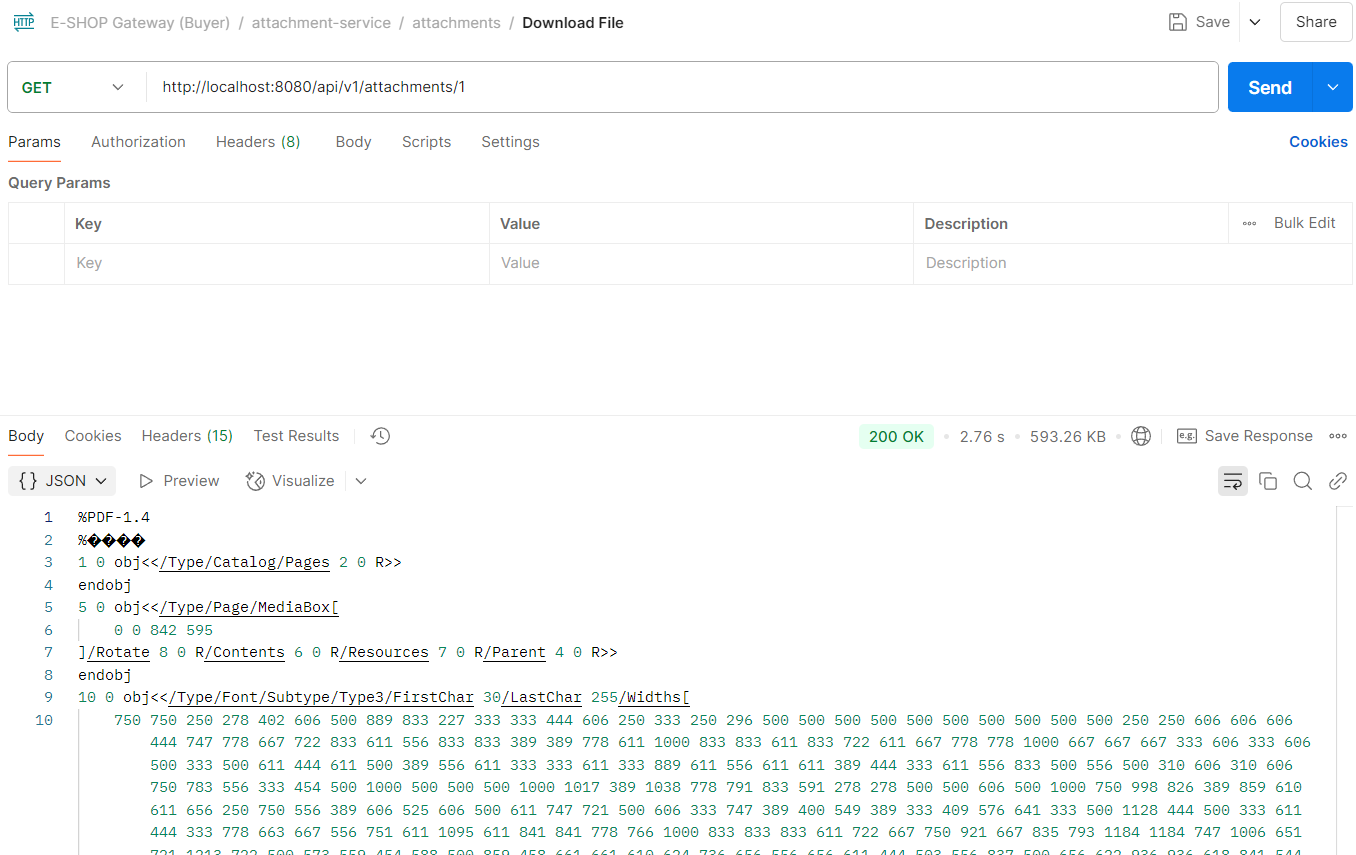 HTTP E-SHOP Gateway (Buyer) / attachment-service / attachments / Download File Save Share
GET http://localhost:8080/api/v1/attachments/1 Send
Params Authorization Headers (8) Body Scripts Settings Cookies
Query Params
Key Value Description Bulk Edit
Key Value Description
Body Cookies Headers (15) Test Results 200 OK • 2.76 s • 593.26 KB • e.g. Save Response
{} JSON Preview Visualize
1 %PDF-1.4
2 %����
3 1 0 obj<</Type/Catalog/Pages 2 0 R>>
4 endobj
5 5 0 obj<</Type/Page/MediaBox[
6 0 0 842 595
7 ]/Rotate 8 0 R/Contents 6 0 R/Resources 7 0 R/Parent 4 0 R>>
8 endobj
9 10 0 obj<</Type/Font/Subtype/Type3/FirstChar 30/LastChar 255/Widths[
10 750 750 250 278 402 606 500 889 833 227 333 333 444 606 250 333 250 296 500 500 500 500 500 500 500 500 500 500 250 250 606 606 606
444 747 778 667 722 833 611 556 833 833 389 389 778 611 1000 833 833 611 833 722 611 667 778 778 1000 667 667 667 333 606 333 606
500 333 500 611 444 611 500 389 556 611 333 333 611 333 889 611 556 611 611 389 444 333 611 556 833 500 556 500 310 606 310 606
750 783 556 333 454 500 1000 500 500 500 1000 1017 389 1038 778 791 833 591 278 278 500 500 606 500 1000 750 998 826 389 859 610
611 656 250 750 556 389 606 525 606 500 611 747 721 500 606 333 747 389 400 549 389 333 409 576 641 333 500 1128 444 500 333 611
444 333 778 663 667 556 751 611 1095 611 841 841 778 766 1000 833 833 833 611 722 667 750 921 667 835 793 1184 1184 747 1006 651